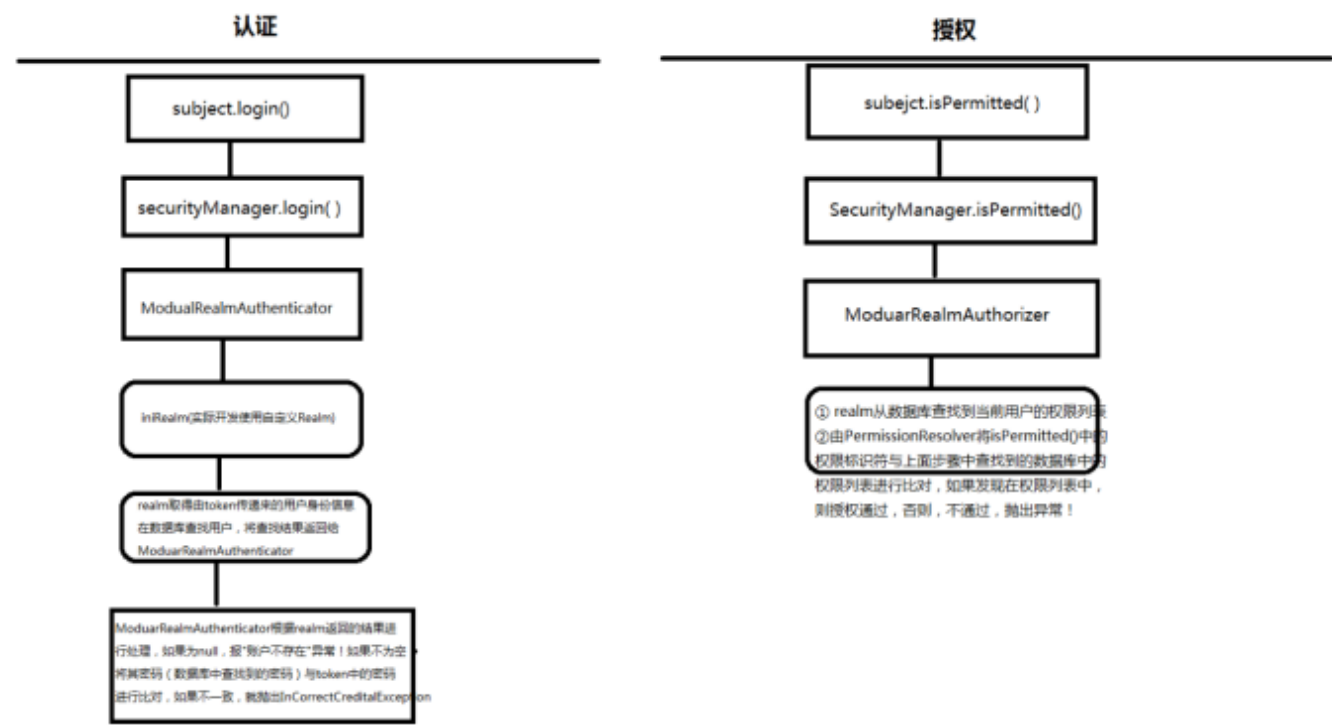 认证
subject.login()
securityManager.login( )
ModualRealmAuthenticator
iniRealm(实际开发使用自定义Realm)
realm取得由token传递来的用户身份信息
在数据库查找用户，将查找结果返回给
ModuarRealmAuthenticator
ModuarRealmAuthenticator根据realm返回的结果进
行处理，如果为null，报"账户不存在"异常！如果不为空，
将其密码（数据库中查找到的密码）与token中的密码
进行比对，如果不一致，就抛出InCorrectCreditalException
授权
subejct.isPermitted( )
SecurityManager.isPermitted()
ModuarRealmAuthorizer
① realm从数据库查找到当前用户的权限列表
②由PermissionResolver将isPermitted()中的
权限标识符与上面步骤中查找到的数据库中的
权限列表进行比对，如果发现在权限列表中，
则授权通过，否则，不通过，抛出异常！